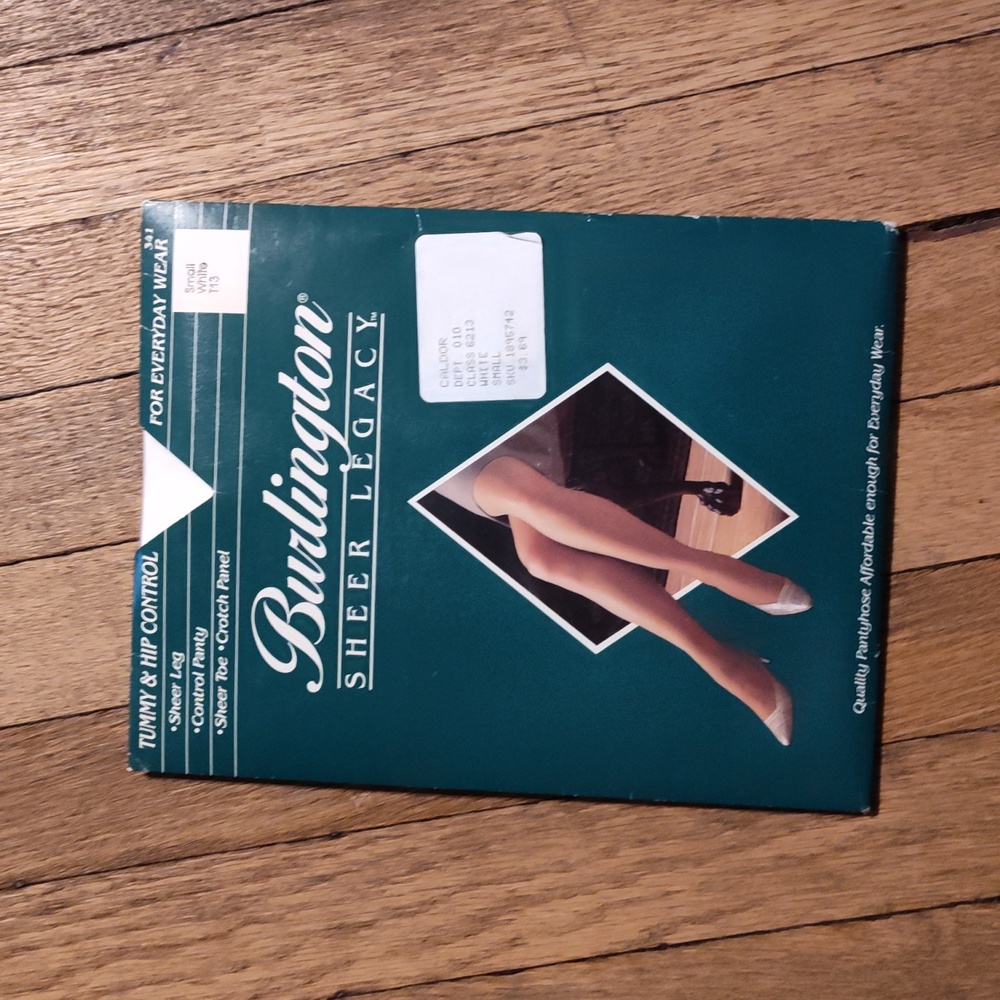 TUMMY & HIP CONTROL
FOR EVERYDAY WEAR
341
•Sheer Leg
•Control Panty
•Sheer Toe •Crotch Panel
Small
White
T13
Burlington®
SHEER LEGACY™
CALDOR
DEPT 010
CLASS 6213
WHITE
SMALL
SKU 1895742
$3.69
Quality Pantyhose Affordable enough for Everyday Wear.